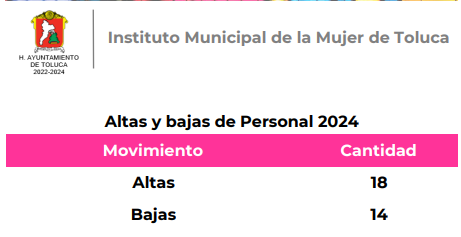 H. AYUNTAMIENTO
DE TOLUCA
2022-2024
Instituto Municipal de la Mujer de Toluca
Altas y bajas de Personal 2024
Movimiento Cantidad
Altas 18
Bajas 14